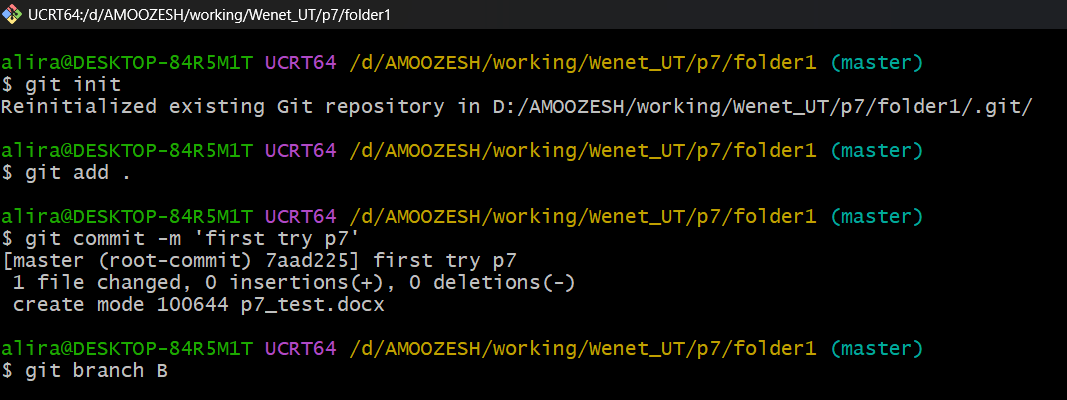 UCRT64:/d/AMOOZESH/working/Wenet_UT/p7/folder1
alira@DESKTOP-84R5M1T UCRT64 /d/AMOOZESH/working/Wenet_UT/p7/folder1 (master)
$ git init
Reinitialized existing Git repository in D:/AMOOZESH/working/Wenet_UT/p7/folder1/.git/
alira@DESKTOP-84R5M1T UCRT64 /d/AMOOZESH/working/Wenet_UT/p7/folder1 (master)
$ git add .
alira@DESKTOP-84R5M1T UCRT64 /d/AMOOZESH/working/Wenet_UT/p7/folder1 (master)
$ git commit -m 'first try p7'
[master (root-commit) 7aad225] first try p7
 1 file changed, 0 insertions(+), 0 deletions(-)
 create mode 100644 p7_test.docx
alira@DESKTOP-84R5M1T UCRT64 /d/AMOOZESH/working/Wenet_UT/p7/folder1 (master)
$ git branch B